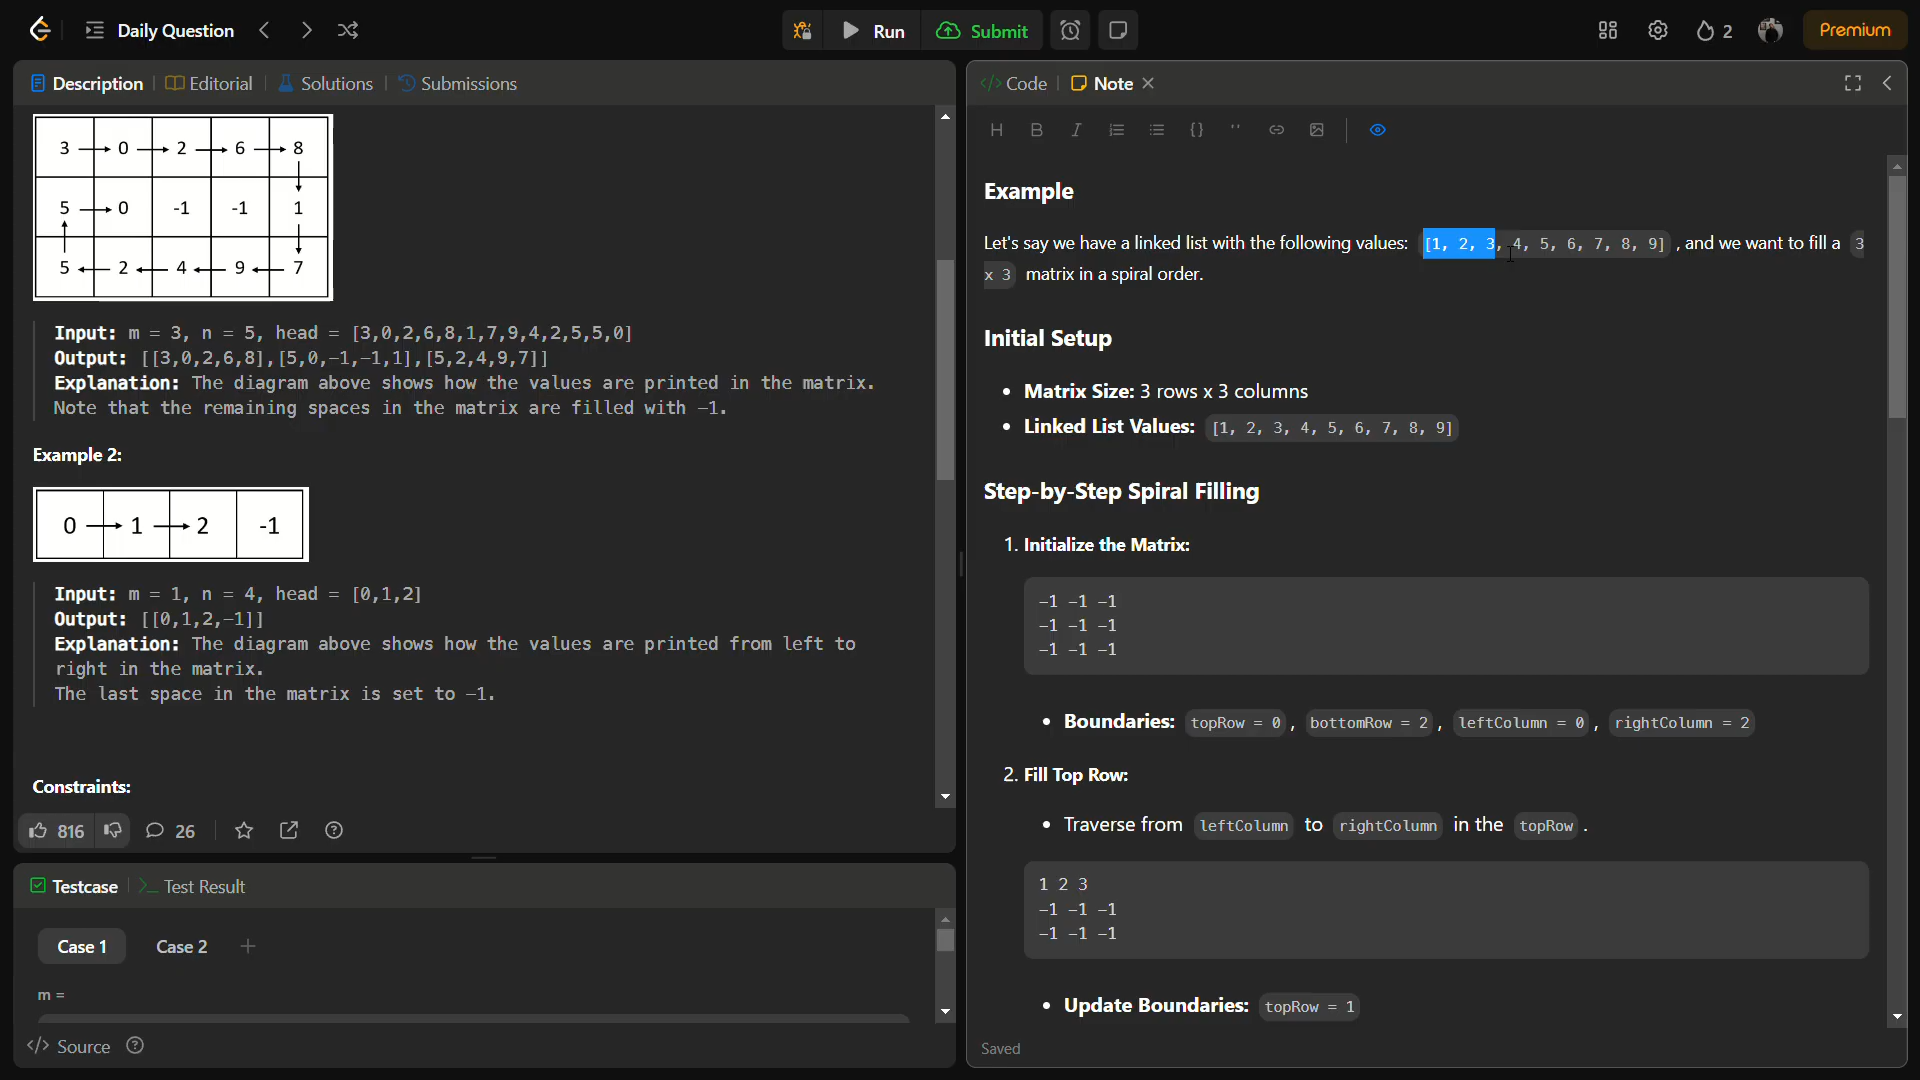 Daily Question
Run
Submit
2
Premium
Description
Editorial
Solutions
Submissions
3 0 2 6 8
5 0 -1 -1 1
5 2 4 9 7
Input: m = 3, n = 5, head = [3,0,2,6,8,1,7,9,4,2,5,5,0]
Output: [[3,0,2,6,8],[5,0,-1,-1,1],[5,2,4,9,7]]
Explanation: The diagram above shows how the values are printed in the matrix.
Note that the remaining spaces in the matrix are filled with -1.
Example 2:
0 1 2 -1
Input: m = 1, n = 4, head = [0,1,2]
Output: [[0,1,2,-1]]
Explanation: The diagram above shows how the values are printed from left to
right in the matrix.
The last space in the matrix is set to -1.
Constraints:
816
26
Testcase
Test Result
Case 1
Case 2
m =
Source
Code
Note
Example
Let's say we have a linked list with the following values: [1, 2, 3, 4, 5, 6, 7, 8, 9] , and we want to fill a 3
x 3 matrix in a spiral order.
Initial Setup
• Matrix Size: 3 rows x 3 columns
• Linked List Values: [1, 2, 3, 4, 5, 6, 7, 8, 9]
Step-by-Step Spiral Filling
1. Initialize the Matrix:
-1 -1 -1
-1 -1 -1
-1 -1 -1
• Boundaries: topRow = 0 , bottomRow = 2 , leftColumn = 0 , rightColumn = 2
2. Fill Top Row:
• Traverse from leftColumn to rightColumn in the topRow .
1 2 3
-1 -1 -1
-1 -1 -1
• Update Boundaries: topRow = 1
Saved